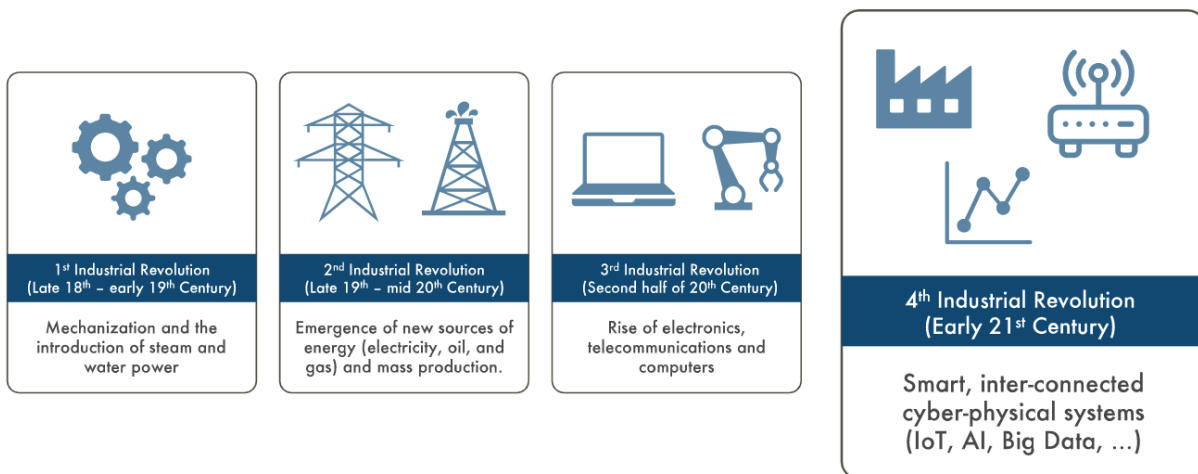 1st Industrial Revolution
(Late 18th – early 19th Century)
Mechanization and the
introduction of steam and
water power
2nd Industrial Revolution
(Late 19th – mid 20th Century)
Emergence of new sources of
energy (electricity, oil, and
gas) and mass production.
3rd Industrial Revolution
(Second half of 20th Century)
Rise of electronics,
telecommunications and
computers
4th Industrial Revolution
(Early 21st Century)
Smart, inter-connected
cyber-physical systems
(IoT, AI, Big Data, ...)